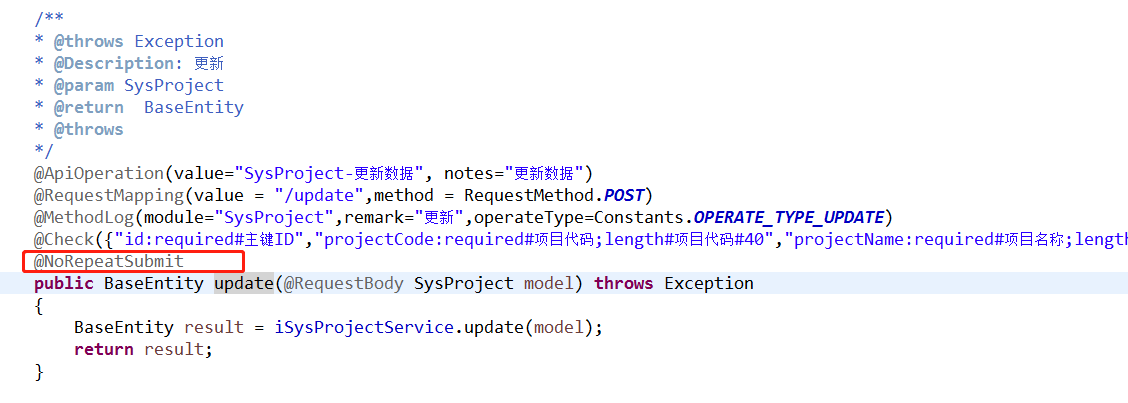 /**
* @throws Exception
* @Description: 更新
* @param SysProject
* @return  BaseEntity
* @throws
*/
@ApiOperation(value="SysProject-更新数据", notes="更新数据")
@RequestMapping(value = "/update",method = RequestMethod.POST)
@MethodLog(module="SysProject",remark="更新",operateType=Constants.OPERATE_TYPE_UPDATE)
@Check({"id:required#主键ID","projectCode:required#项目代码;length#项目代码#40","projectName:required#项目名称;length
@NoRepeatSubmit
public BaseEntity update(@RequestBody SysProject model) throws Exception
{
    BaseEntity result = iSysProjectService.update(model);
    return result;
}